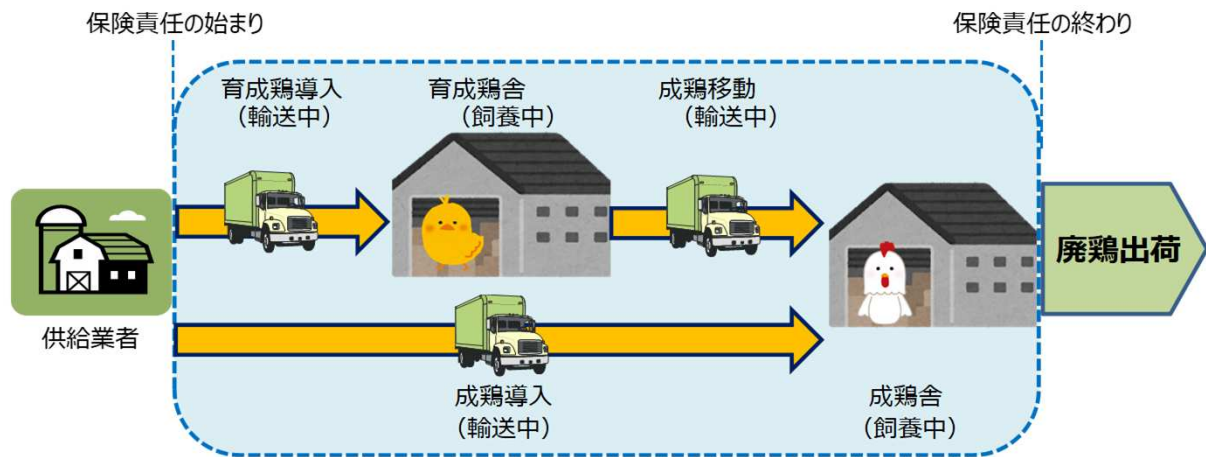 保険責任の始まり
保険責任の終わり
育成鶏導入
（輸送中）
育成鶏舎
（飼養中）
成鶏移動
（輸送中）
廃鶏出荷
供給業者
成鶏導入
（輸送中）
成鶏舎
（飼養中）